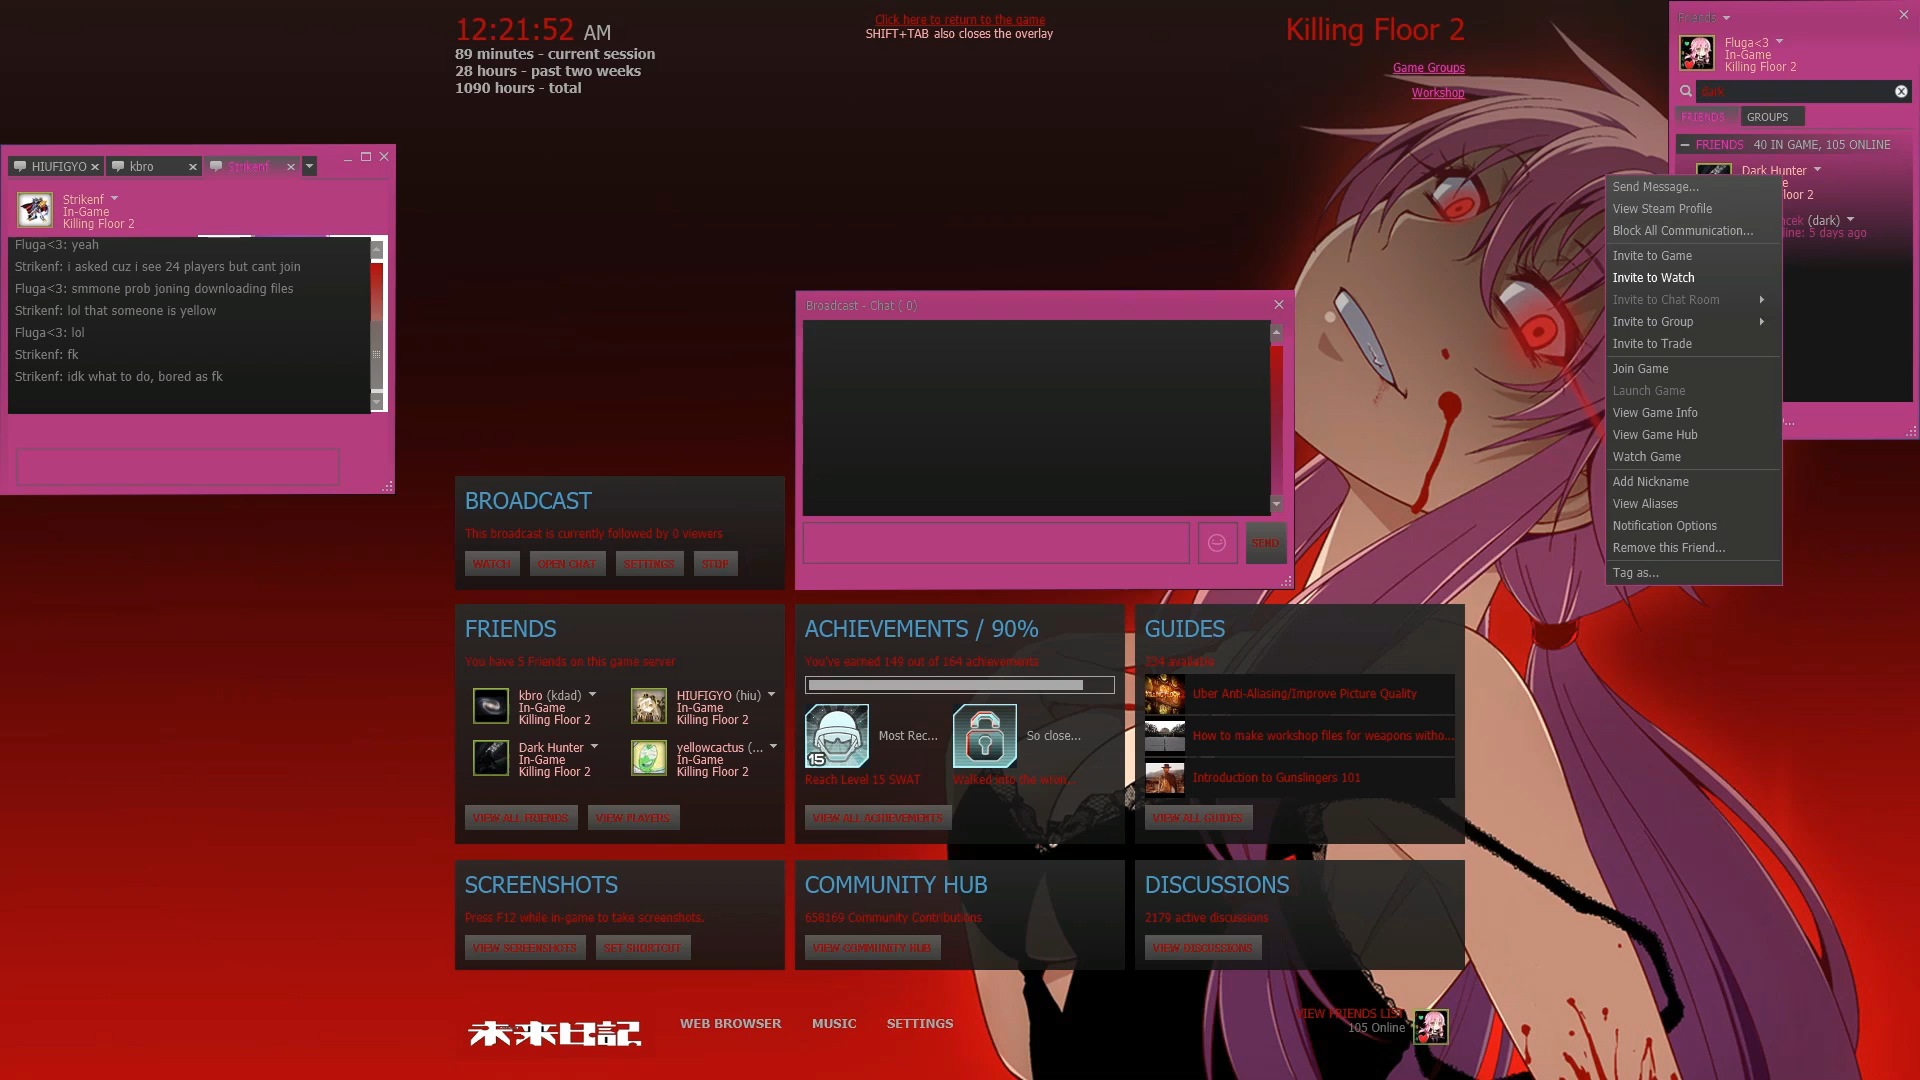 12:21:52 AM
89 minutes - current session
28 hours - past two weeks
1090 hours - total
Click here to return to the game
SHIFT+TAB also closes the overlay
Killing Floor 2
Game Groups
Workshop
Friends
Fluga<3
In-Game
Killing Floor 2
dark
FRIENDS
GROUPS
FRIENDS 40 IN GAME, 105 ONLINE
Dark Hunter
loor 2
(dark)
line: 5 days ago
Send Message...
View Steam Profile
Block All Communication...
Invite to Game
Invite to Watch
Invite to Chat Room
Invite to Group
Invite to Trade
Join Game
Launch Game
View Game Info
View Game Hub
Watch Game
Add Nickname
View Aliases
Notification Options
Remove this Friend...
Tag as...
HIUFIGYO
kbro
Strikenf
Strikenf
In-Game
Killing Floor 2
Fluga<3: yeah
Strikenf: i asked cuz i see 24 players but cant join
Fluga<3: smmone prob joning downloading files
Strikenf: lol that someone is yellow
Fluga<3: lol
Strikenf: fk
Strikenf: idk what to do, bored as fk
Broadcast - Chat ( 0)
SEND
BROADCAST
This broadcast is currently followed by 0 viewers
WATCH
OPEN CHAT
SETTINGS
STOP
FRIENDS
You have 5 Friends on this game server
kbro (kdad)
In-Game
Killing Floor 2
HIUFIGYO (hiu)
In-Game
Killing Floor 2
Dark Hunter
In-Game
Killing Floor 2
yellowcactus (...
In-Game
Killing Floor 2
VIEW ALL FRIENDS
VIEW PLAYERS
ACHIEVEMENTS / 90%
You've earned 149 out of 164 achievements
15
Most Rec...
So close...
Reach Level 15 SWAT
Walked into the wron...
VIEW ALL ACHIEVEMENTS
GUIDES
234 available
Uber Anti-Aliasing/Improve Picture Quality
How to make workshop files for weapons witho...
Introduction to Gunslingers 101
VIEW ALL GUIDES
SCREENSHOTS
Press F12 while in-game to take screenshots.
VIEW SCREENSHOTS
SET SHORTCUT
COMMUNITY HUB
658169 Community Contributions
VIEW COMMUNITY HUB
DISCUSSIONS
2179 active discussions
VIEW DISCUSSIONS
未来日記
WEB BROWSER
MUSIC
SETTINGS
VIEW FRIENDS LIST
105 Online